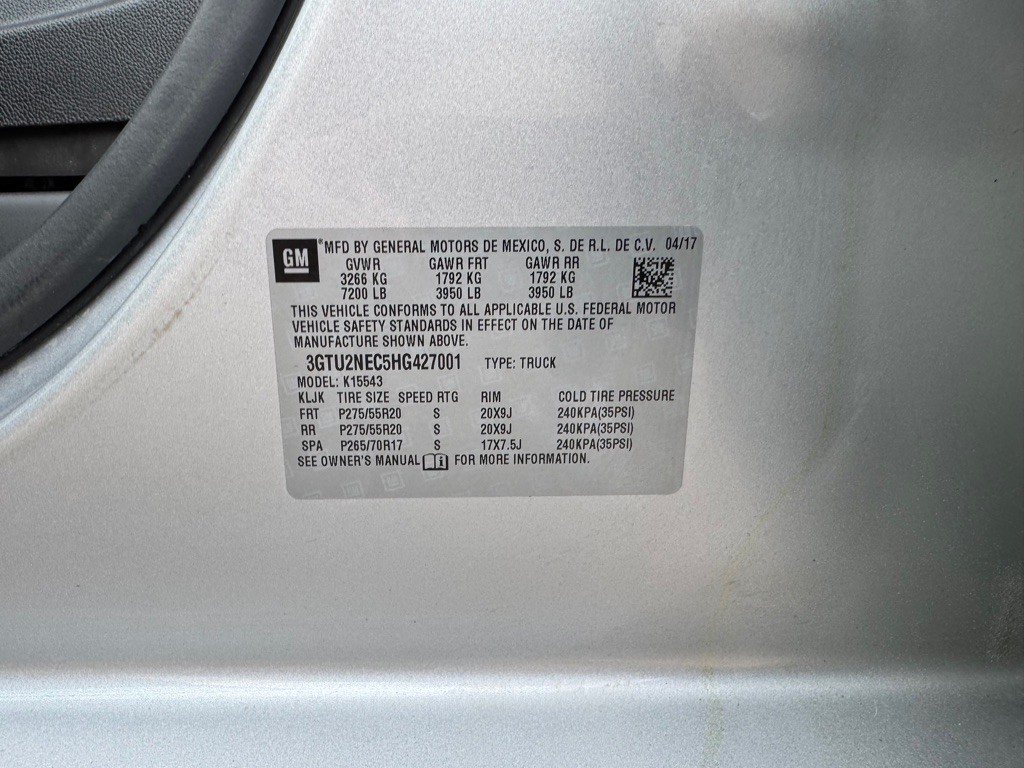 GM ® MFD BY GENERAL MOTORS DE MEXICO, S. DE R.L. DE C.V. 04/17
GVWR GAWR FRT GAWR RR
3266 KG 1792 KG 1792 KG
7200 LB 3950 LB 3950 LB
THIS VEHICLE CONFORMS TO ALL APPLICABLE U.S. FEDERAL MOTOR
VEHICLE SAFETY STANDARDS IN EFFECT ON THE DATE OF
MANUFACTURE SHOWN ABOVE.
3GTU2NEC5HG427001 TYPE: TRUCK
MODEL: K15543
KLJK TIRE SIZE SPEED RTG RIM COLD TIRE PRESSURE
FRT P275/55R20 S 20X9J 240KPA(35PSI)
RR P275/55R20 S 20X9J 240KPA(35PSI)
SPA P265/70R17 S 17X7.5J 240KPA(35PSI)
SEE OWNER'S MANUAL FOR MORE INFORMATION.